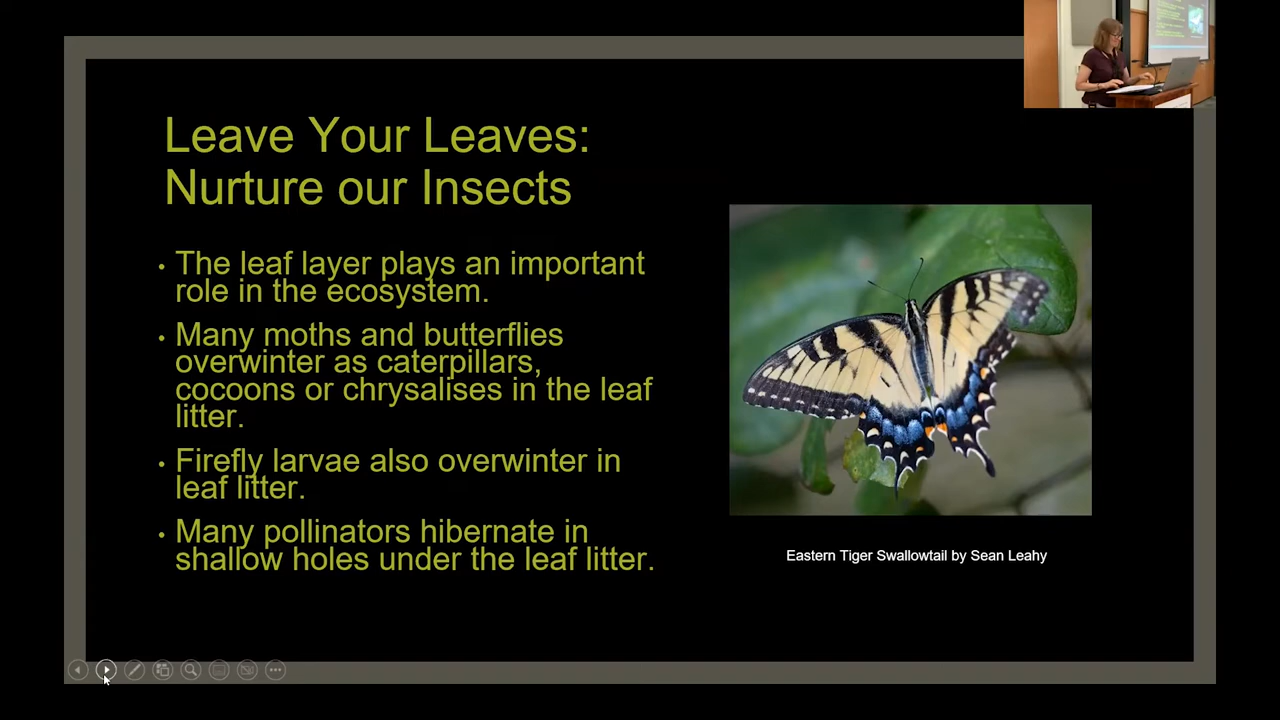 Leave Your Leaves:
Nurture our Insects
• The leaf layer plays an important
role in the ecosystem.
• Many moths and butterflies
overwinter as caterpillars,
cocoons or chrysalises in the leaf
litter.
• Firefly larvae also overwinter in
leaf litter.
• Many pollinators hibernate in
shallow holes under the leaf litter.
Eastern Tiger Swallowtail by Sean Leahy